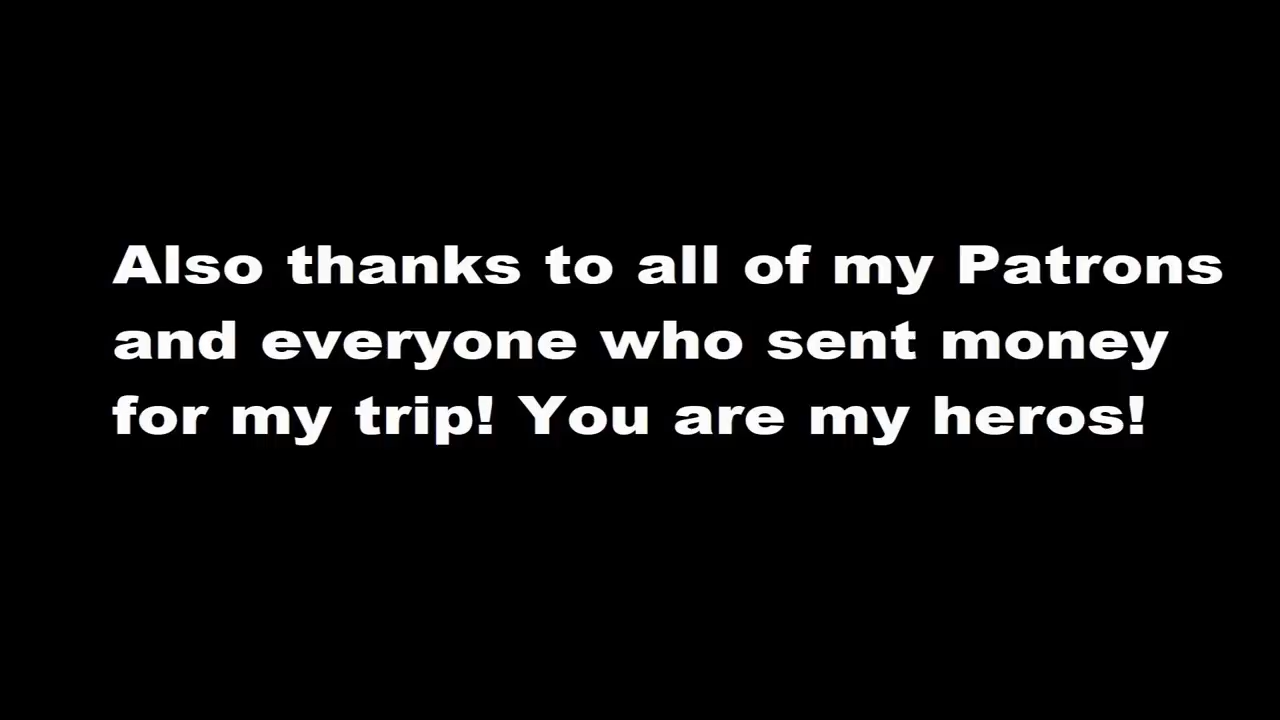 Also thanks to all of my Patrons
and everyone who sent money
for my trip! You are my heros!